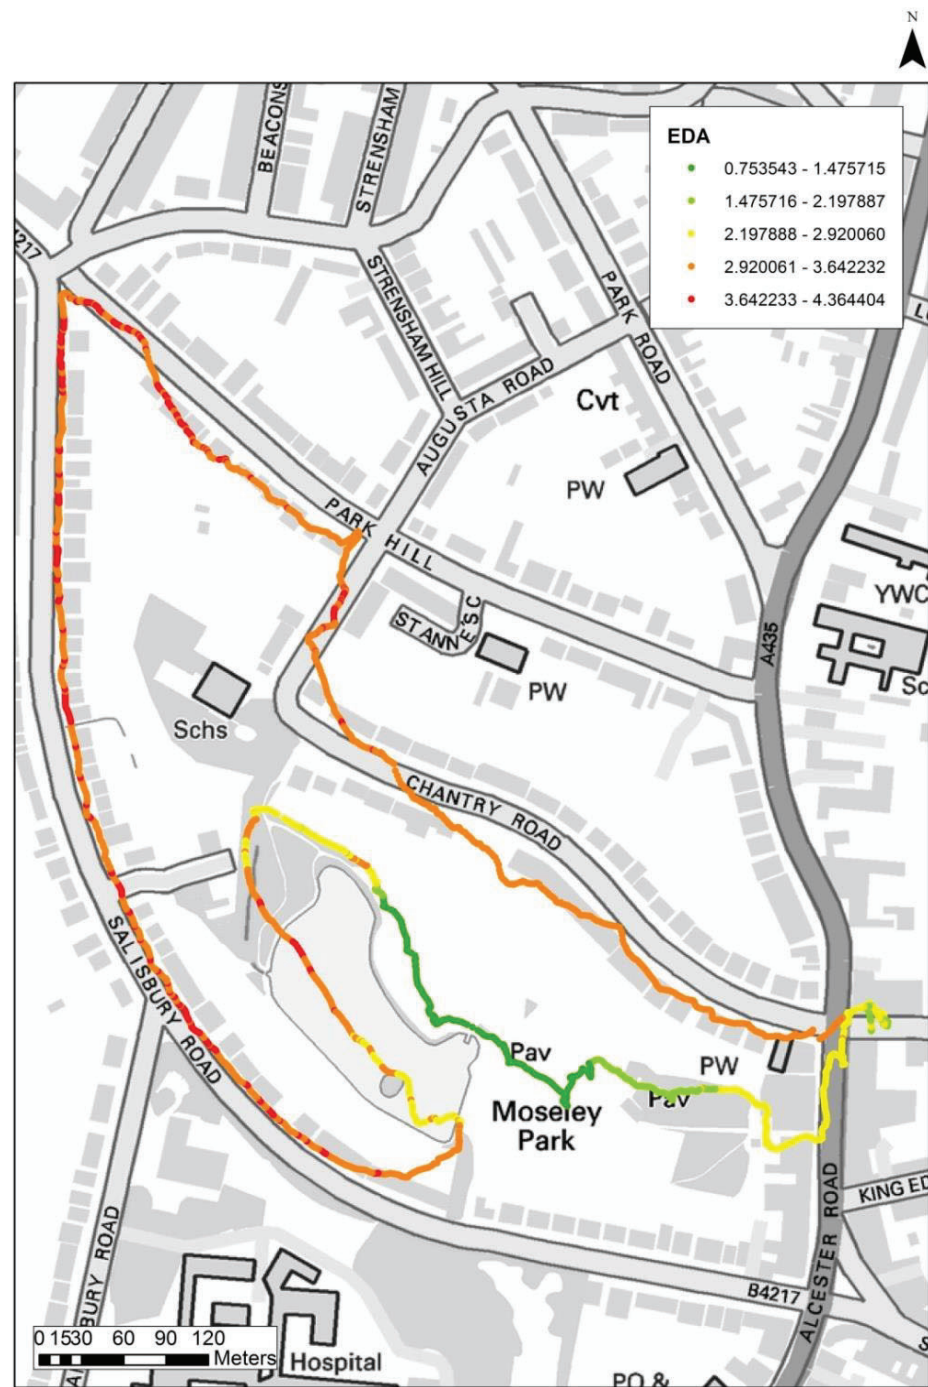 N
EDA
0.753543 - 1.475715
1.475716 - 2.197887
2.197888 - 2.920060
2.920061 - 3.642232
3.642233 - 4.364404
BEACONS
STRENSHAM
4217
STRENSHAM HILL
PARK ROAD
LU
AUGUSTA ROAD
Cvt
PW
PARK HILL
YWC
ST ANNE'S C
A435
PW
Sc
Schs
CHANTRY ROAD
SALISBURY ROAD
Pav
PW
Pav
Moseley
Park
KING ED
ALCESTER ROAD
BURY ROAD
B4217
S
0 1530 60 90 120
Meters
Hospital
PO &